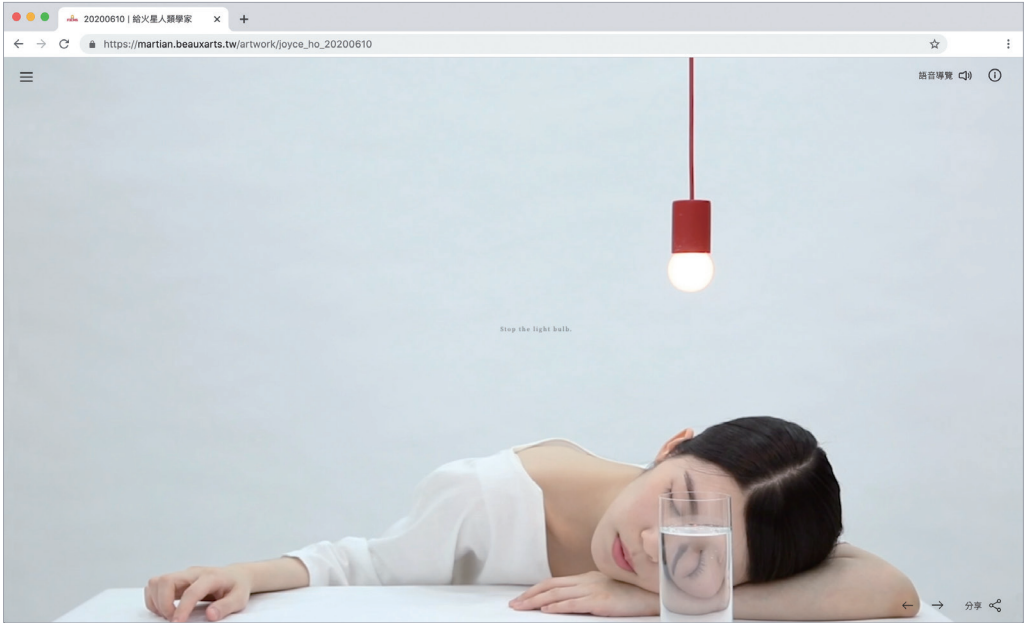 20200610 | 給火星人類學家
https://martian.beauxarts.tw/artwork/joyce_ho_20200610
語音導覽
Stop the light bulb.
分享